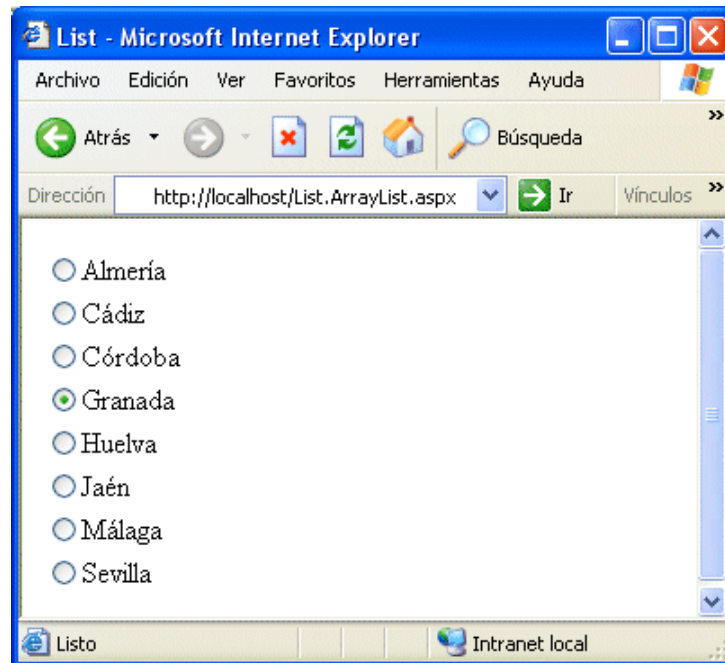 List - Microsoft Internet Explorer
Archivo Edición Ver Favoritos Herramientas Ayuda
Atrás Búsqueda »
Dirección http://localhost/List.ArrayList.aspx Ir Vínculos »
Almería
Cádiz
Córdoba
Granada
Huelva
Jaén
Málaga
Sevilla
Listo Intranet local